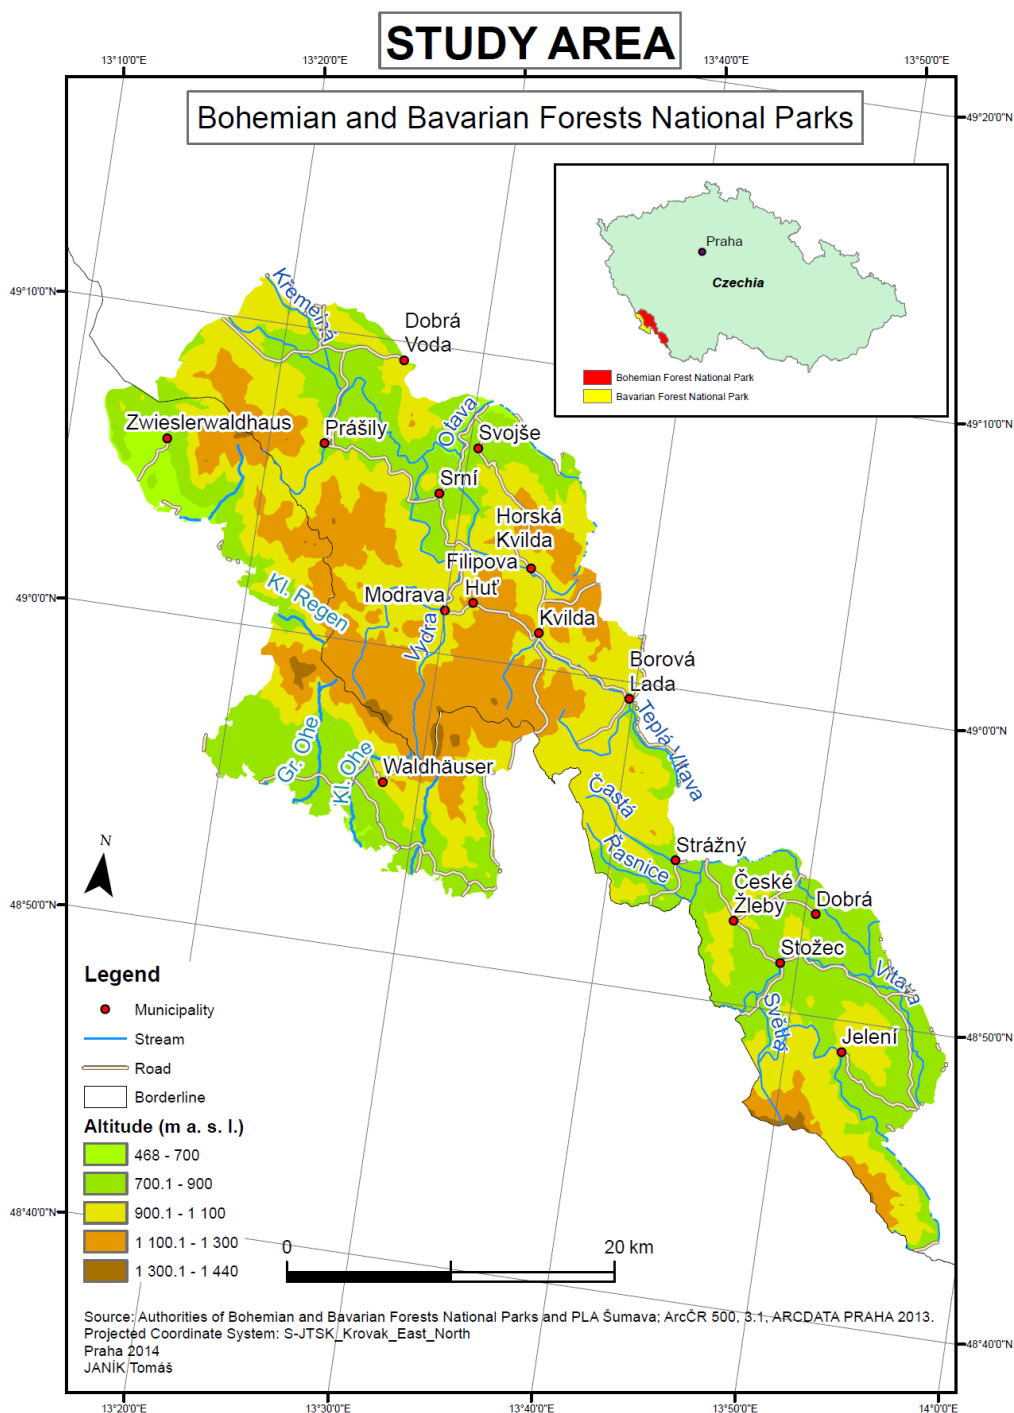 STUDY AREA
13°10'0"E
13°20'0"E
13°40'0"E
13°50'0"E
Bohemian and Bavarian Forests National Parks
49°20'0"N
Praha
Czechia
Bohemian Forest National Park
Bavarian Forest National Park
49°10'0"N
49°10'0"N
Křemelná
Dobrá
Voda
Otava
Zwieslerwaldhaus
Prášily
Svojše
Srní
Horská
Kvilda
Filipova
Huť
Modrava
Kl. Regen
49°0'0"N
Vydra
Kvilda
Borová
Lada
Teplá Vltava
49°0'0"N
Gr. Ohe
Kl. Ohe
Waldhäuser
Častá
Řasnice
Strážný
N
České
Žleby
Dobrá
48°50'0"N
Stožec
Vltava
Světlá
Jelení
48°50'0"N
Legend
Municipality
Stream
Road
Borderline
Altitude (m a. s. l.)
468 - 700
700.1 - 900
900.1 - 1 100
1 100.1 - 1 300
1 300.1 - 1 440
48°40'0"N
0
20 km
Source: Authorities of Bohemian and Bavarian Forests National Parks and PLA Šumava; ArcČR 500, 3.1, ARCDATA PRAHA 2013.
Projected Coordinate System: S-JTSK_Krovak_East_North
Praha 2014
JANÍK Tomáš
48°40'0"N
13°20'0"E
13°30'0"E
13°40'0"E
13°50'0"E
14°0'0"E